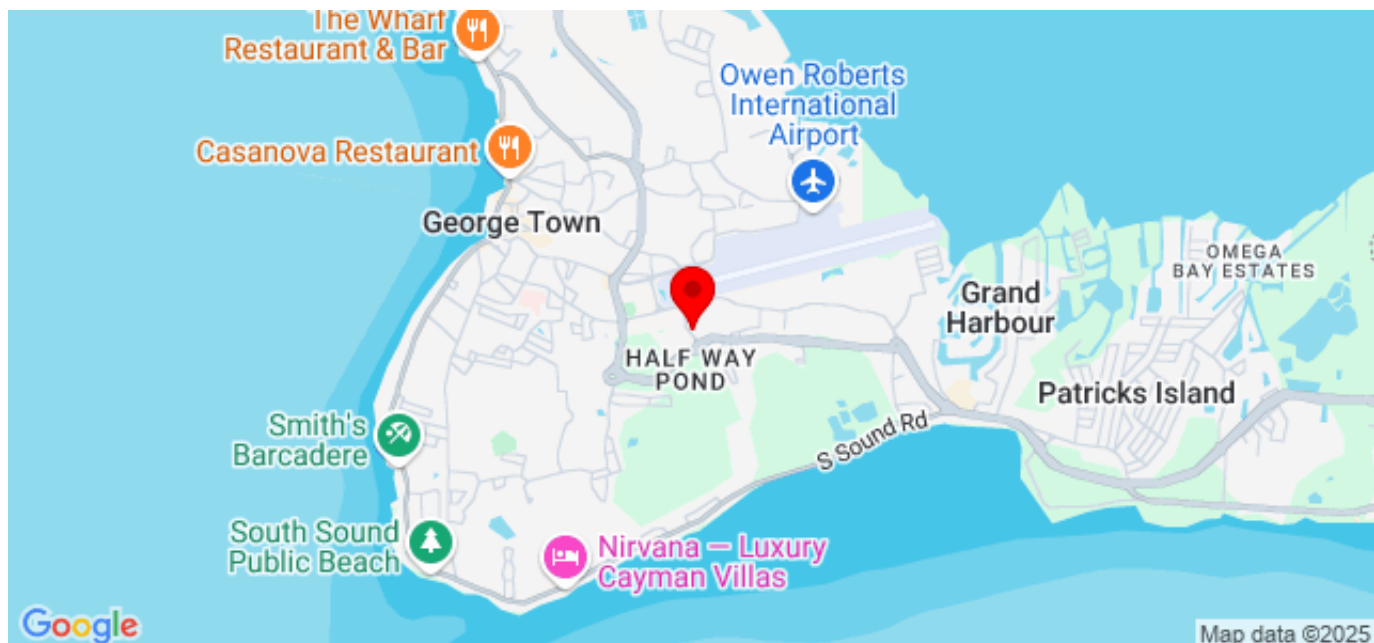 The Wharf
Restaurant & Bar
Owen Roberts
International
Airport
Casanova Restaurant
George Town
OMEGA
BAY ESTATES
Grand
Harbour
HALF WAY
POND
Patricks Island
Smith's
Barcadere
S Sound Rd
South Sound
Public Beach
Nirvana — Luxury
Cayman Villas
Google
Map data ©2025